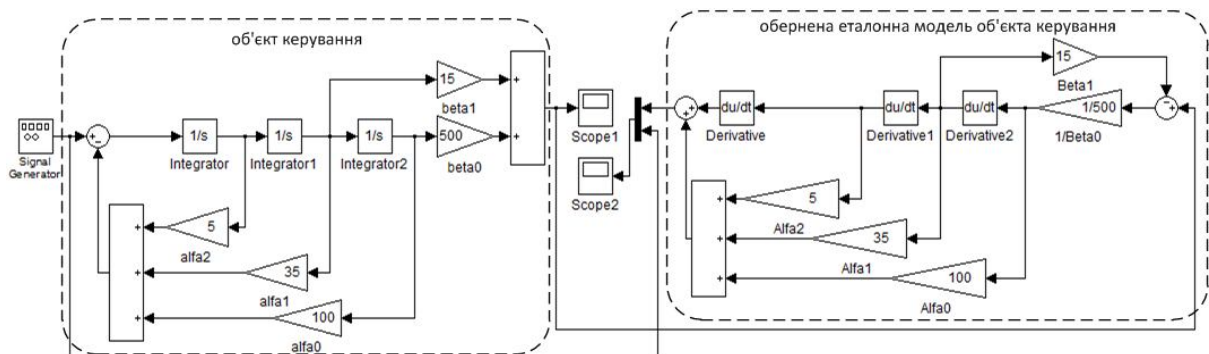 об'єкт керування
обернена еталонна модель об'єкта керування
Signal
Generator
+
-
1/s
Integrator
1/s
Integrator1
1/s
Integrator2
15
beta1
500
beta0
+
+
5
alfa2
35
alfa1
100
alfa0
+
+
+
Scope1
Scope2
+
+
du/dt
Derivative
du/dt
Derivative1
du/dt
Derivative2
15
Beta1
1/500
1/Beta0
-
+
5
Alfa2
35
Alfa1
100
Alfa0
+
+
+